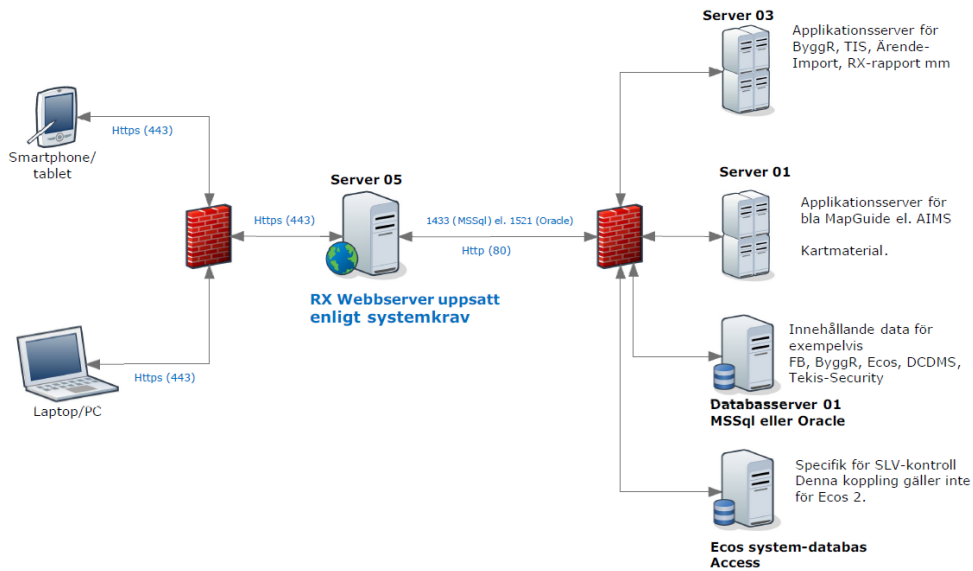 Server 03
Applikationsserver för
ByggR, TIS, Ärende-
Import, RX-rapport mm
Https (443)
Smartphone/
tablet
Server 01
Server 05
Applikationsserver för
bla MapGuide el. AIMS
Kartmaterial.
Https (443)
1433 (MSSql) el. 1521 (Oracle)
Http (80)
RX Webbserver uppsatt
enligt systemkrav
Innehållande data för
exempelvis
FB, ByggR, Ecos, DCDMS,
Tekis-Security
Https (443)
Laptop/PC
Databasserver 01
MSSql eller Oracle
Specifik för SLV-kontroll
Denna koppling gäller inte
för Ecos 2.
Ecos system-databas
Access